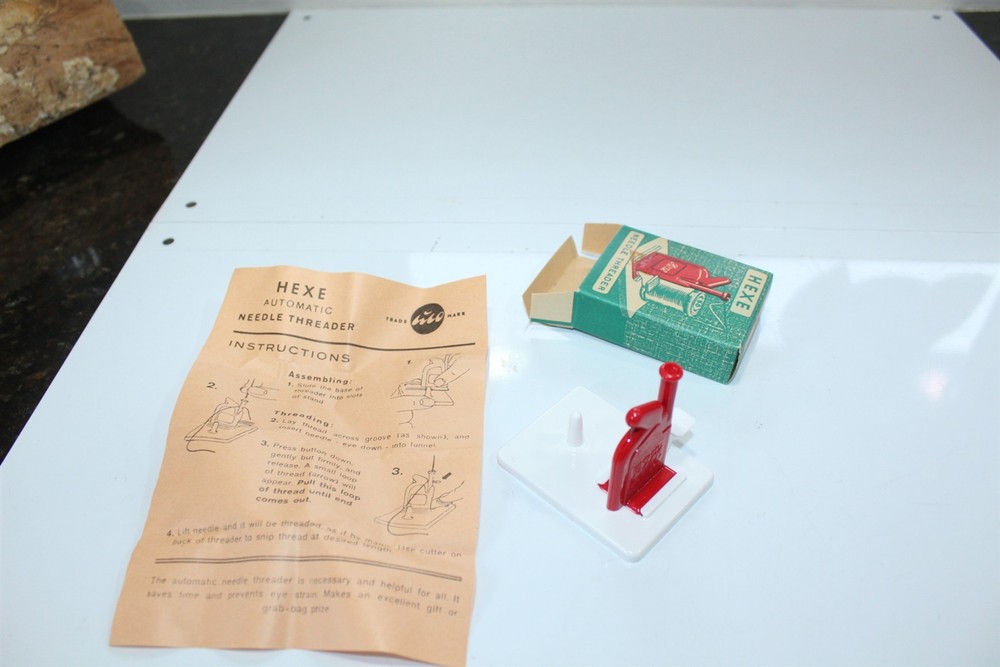 HEXE
AUTOMATIC
NEEDLE THREADER
TRADE MARK
INSTRUCTIONS
Assembling:
1. Slide the base of
threader into slots
of stand.
1.
2.
Threading:
2. Lay thread across groove (as shown), and
insert needle - eye down - into funnel.
3. Press button down,
gently but firmly, and
release. A small loop
of thread (arrow) will
appear. Pull this loop
of thread until end
comes out.
3.
4. Lift needle and it will be threaded as if by magic. Use cutter on
back of threader to snip thread at desired length.
The automatic needle threader is necessary and helpful for all. It
saves time and prevents eye strain. Makes an excellent gift or
grab-bag prize.
NEEDLE THREADER
HEXE